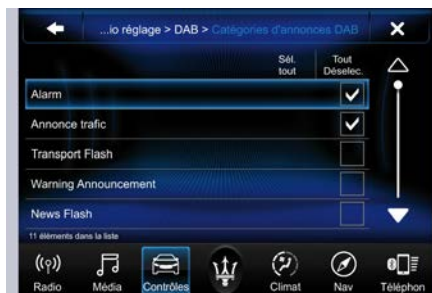 ...io réglage > DAB > Catégories d'annonces DAB
Sél. tout
Tout Déselec.
Alarm
Annonce trafic
Transport Flash
Warning Announcement
News Flash
11 éléments dans la liste
Radio
Média
Contrôles
Climat
Nav
Téléphon